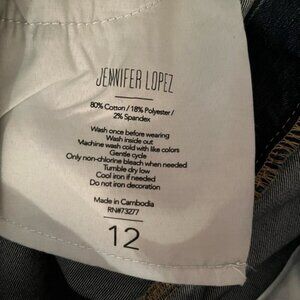 JENNIFER LOPEZ
80% Cotton / 18% Polyester /
2% Spandex
Wash once before wearing
Wash inside out
Machine wash cold with like colors
Gentle cycle
Only non-chlorine bleach when needed
Tumble dry low
Cool iron if needed
Do not iron decoration
Made in Cambodia
RN#73277
12